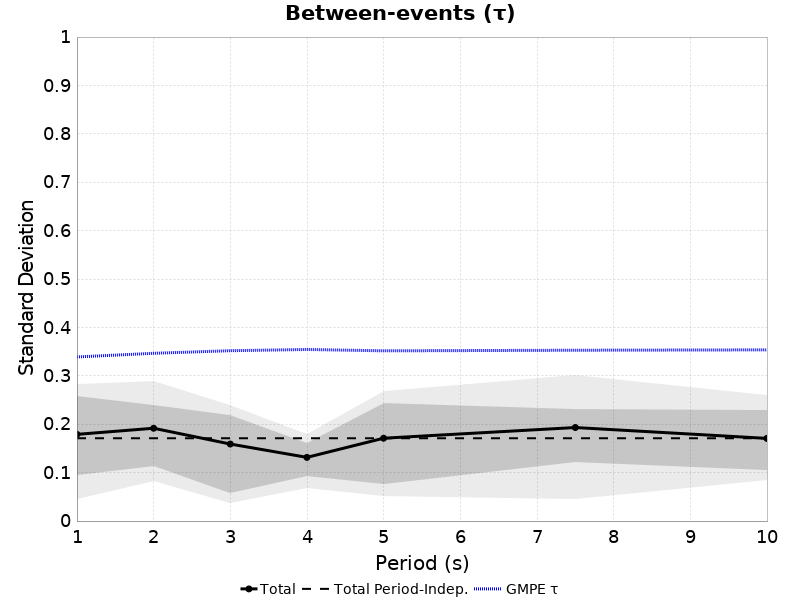 Between-events (τ)
Standard Deviation
1
0.9
0.8
0.7
0.6
0.5
0.4
0.3
0.2
0.1
0
1 2 3 4 5 6 7 8 9 10
Period (s)
Total Total Period-Indep. GMPE τ